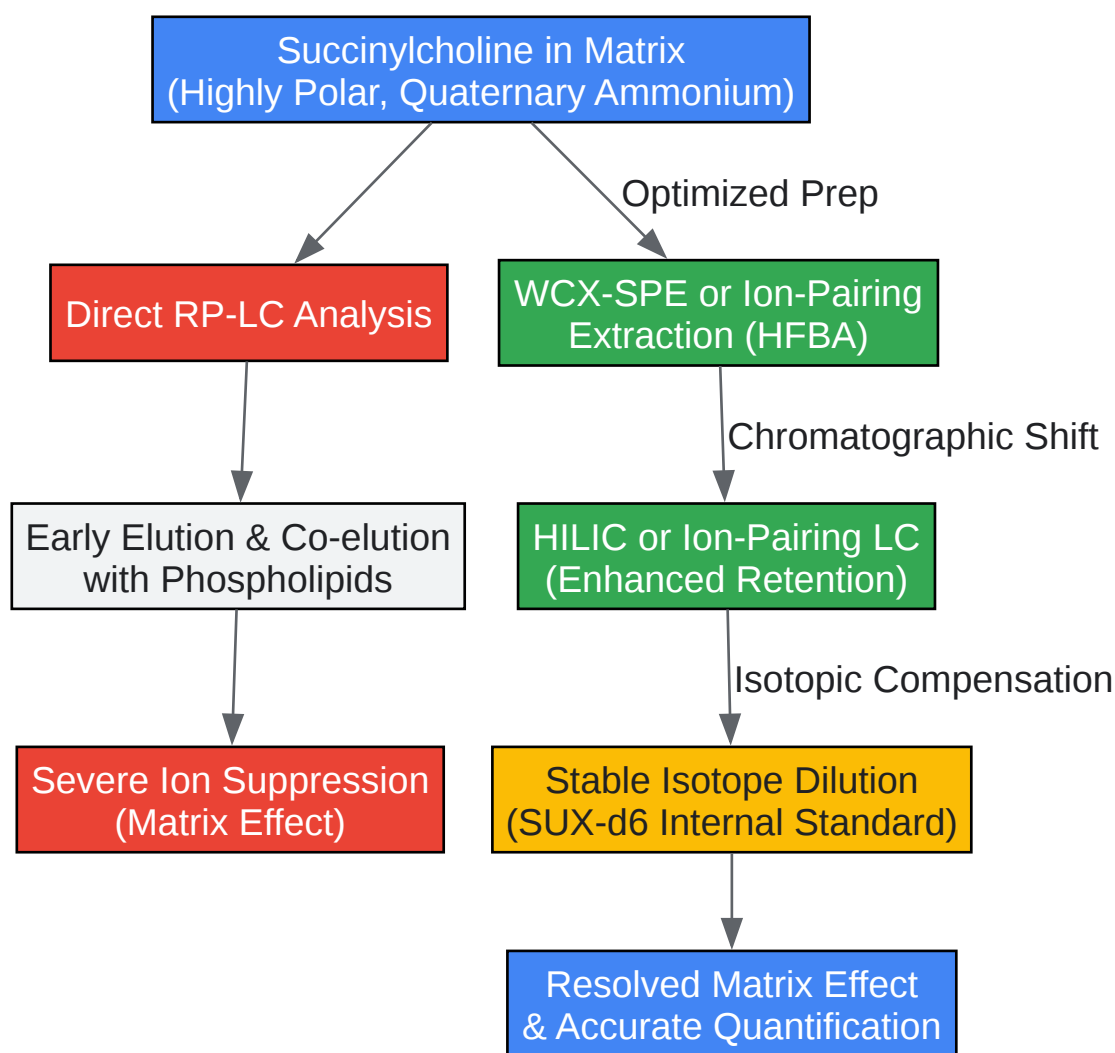 Succinylcholine in Matrix
(Highly Polar, Quaternary Ammonium)
Optimized Prep
Direct RP-LC Analysis
WCX-SPE or Ion-Pairing
Extraction (HFBA)
Chromatographic Shift
Early Elution & Co-elution
with Phospholipids
HILIC or Ion-Pairing LC
(Enhanced Retention)
Isotopic Compensation
Severe Ion Suppression
(Matrix Effect)
Stable Isotope Dilution
(SUX-d6 Internal Standard)
Resolved Matrix Effect
& Accurate Quantification